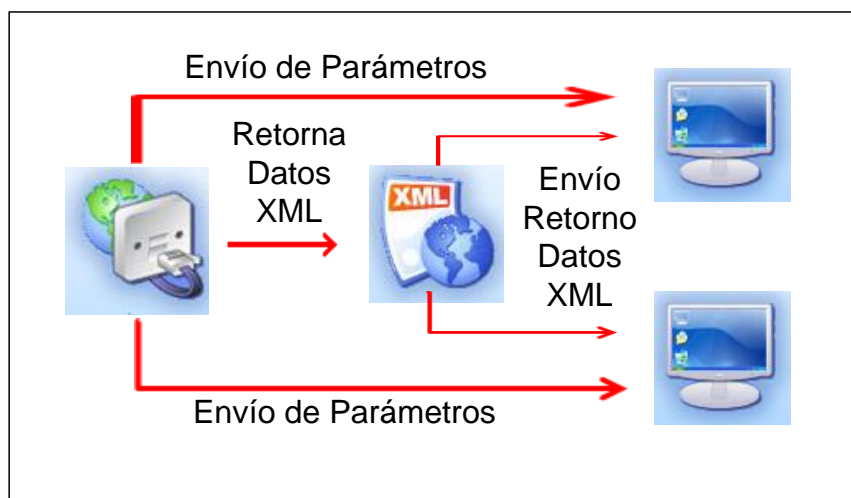 Envío de Parámetros
Retorna
Datos
XML
XML
Envío
Retorno
Datos
XML
Envío de Parámetros